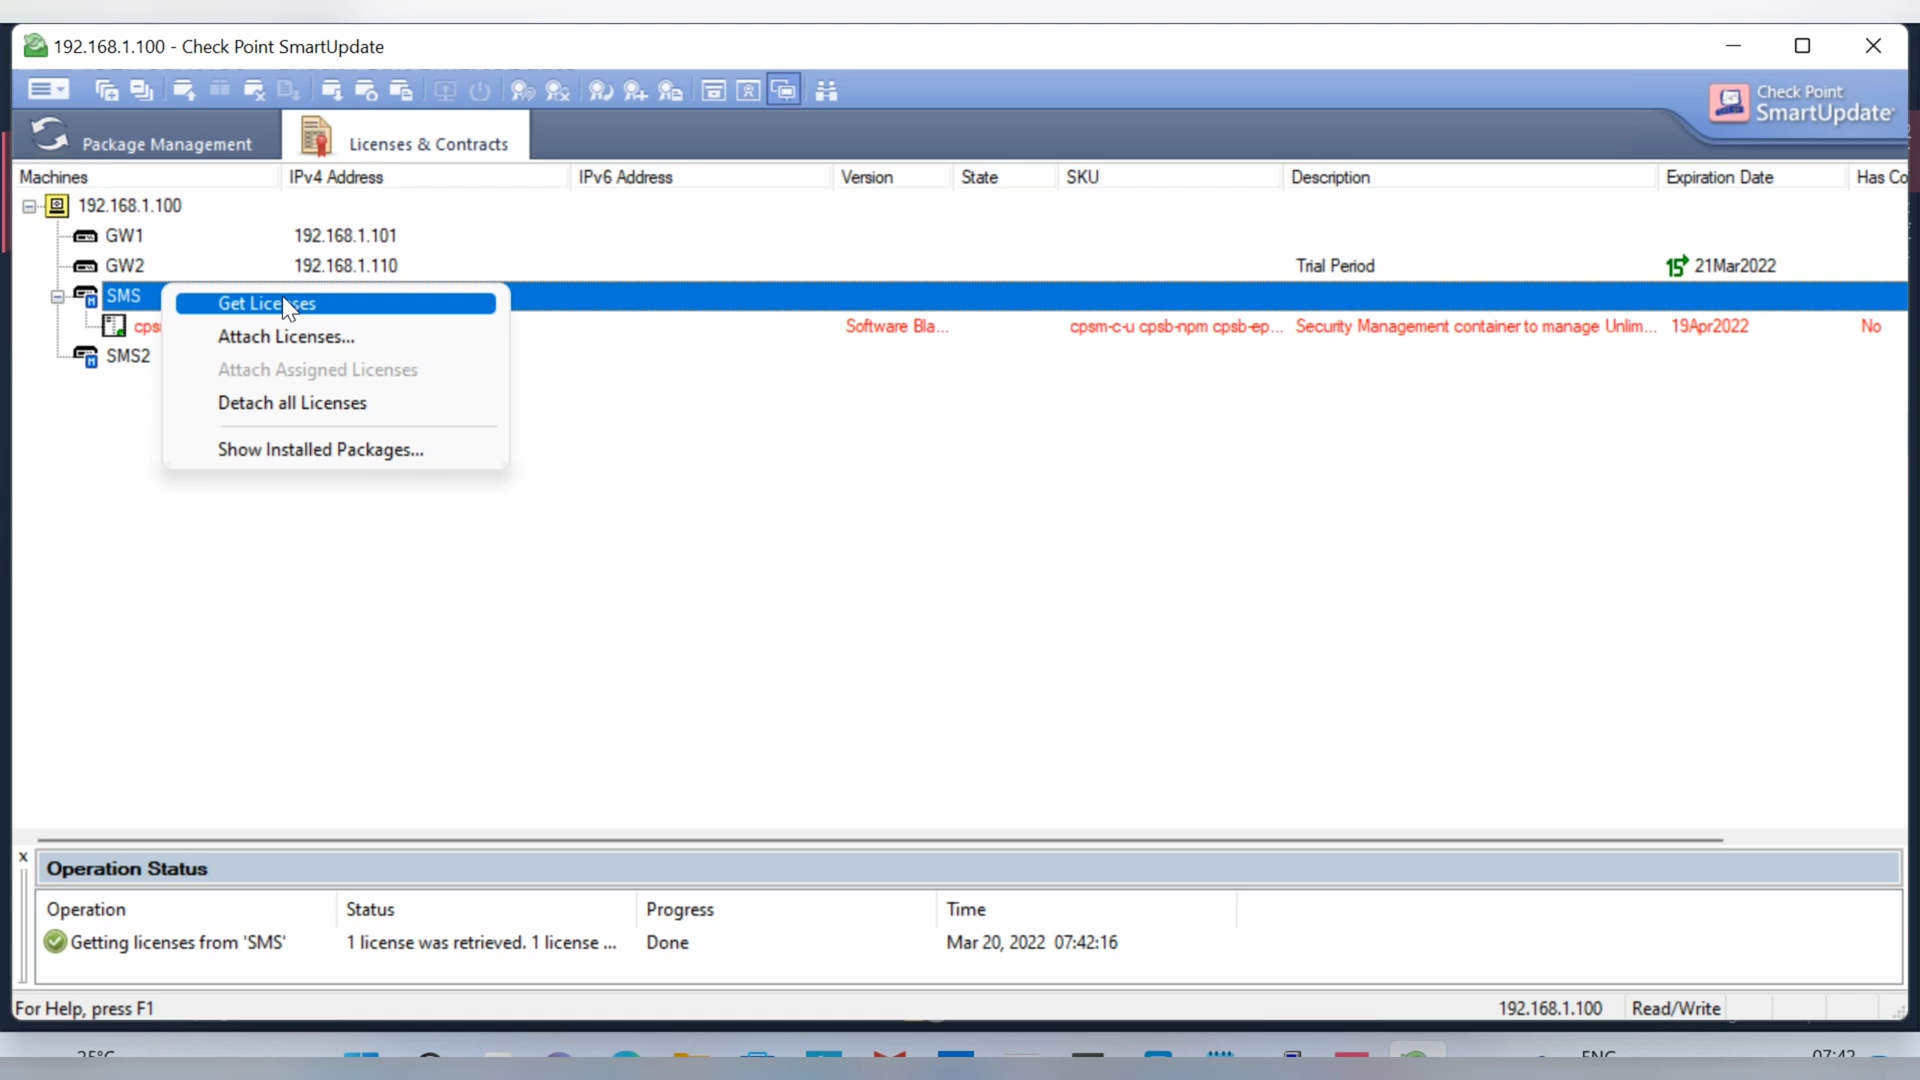 192.168.1.100 - Check Point SmartUpdate
Check Point
SmartUpdate
Package Management
Licenses & Contracts
Machines IPv4 Address IPv6 Address Version State SKU Description Expiration Date Has Co
192.168.1.100
GW1 192.168.1.101
GW2 192.168.1.110 Trial Period 15 21Mar2022
SMS
cps Software Bla... cpsm-c-u cpsb-npm cpsb-ep... Security Management container to manage Unlim... 19Apr2022 No
SMS2
Get Licenses
Attach Licenses...
Attach Assigned Licenses
Detach all Licenses
Show Installed Packages...
x
Operation Status
Operation Status Progress Time
Getting licenses from 'SMS' 1 license was retrieved. 1 license ... Done Mar 20, 2022 07:42:16
For Help, press F1 192.168.1.100 Read/Write
25°C ENG 07:42